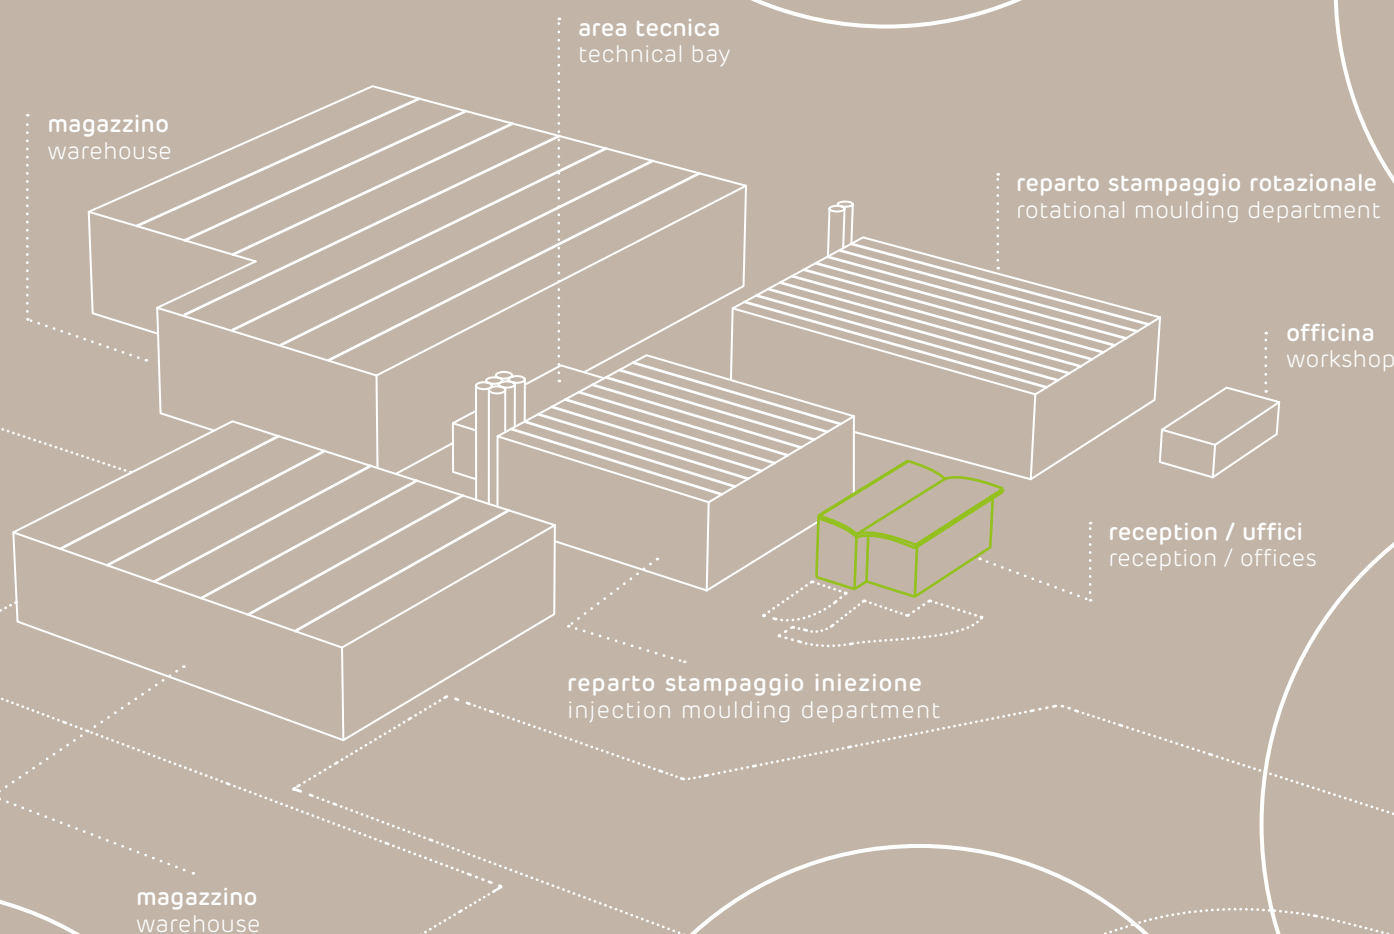 area tecnica
technical bay
magazzino
warehouse
reparto stampaggio rotazionale
rotational moulding department
officina
workshop
reception / uffici
reception / offices
reparto stampaggio iniezione
injection moulding department
magazzino
warehouse